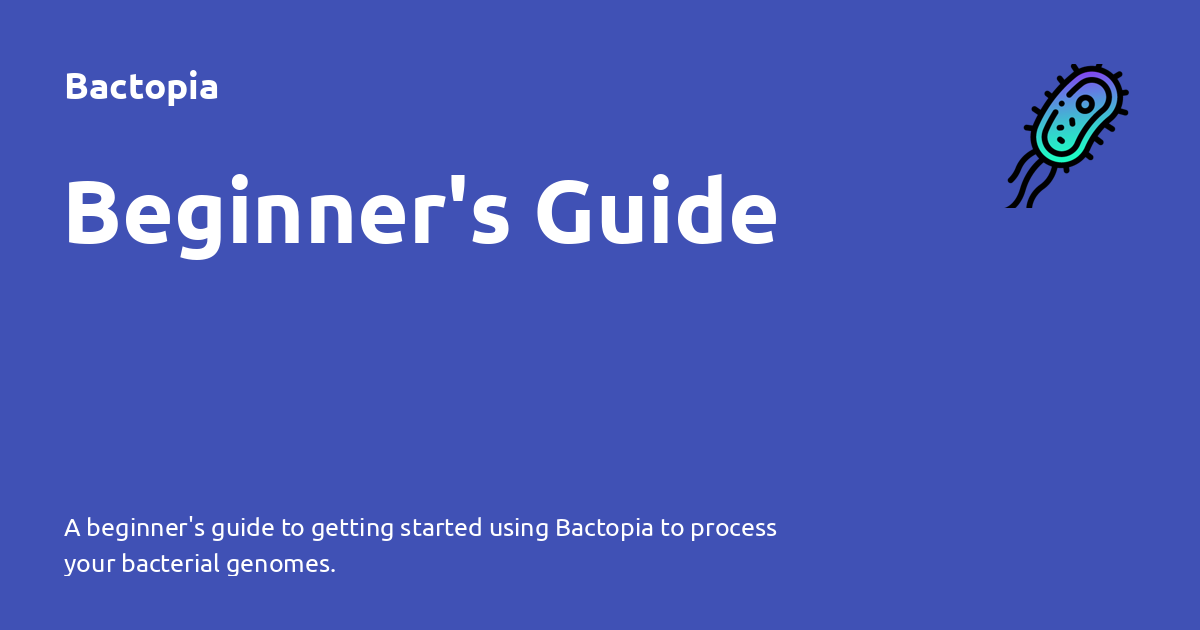 Bactopia
Beginner's Guide
A beginner's guide to getting started using Bactopia to process
your bacterial genomes.